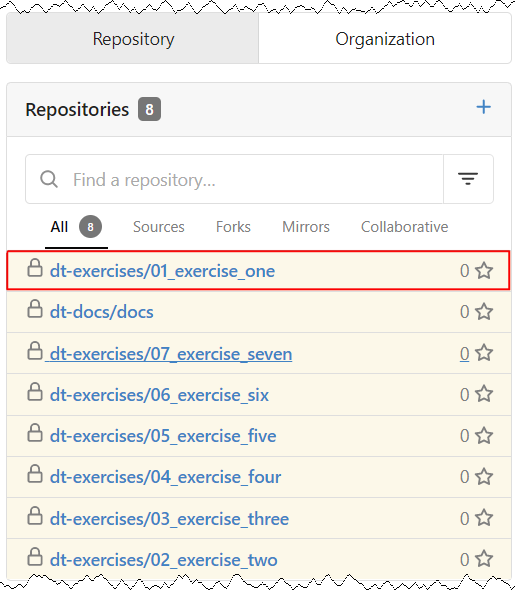 Repository Organization
Repositories 8
Find a repository...
All 8 Sources Forks Mirrors Collaborative
dt-exercises/01_exercise_one 0
dt-docs/docs 0
dt-exercises/07_exercise_seven 0
dt-exercises/06_exercise_six 0
dt-exercises/05_exercise_five 0
dt-exercises/04_exercise_four 0
dt-exercises/03_exercise_three 0
dt-exercises/02_exercise_two 0